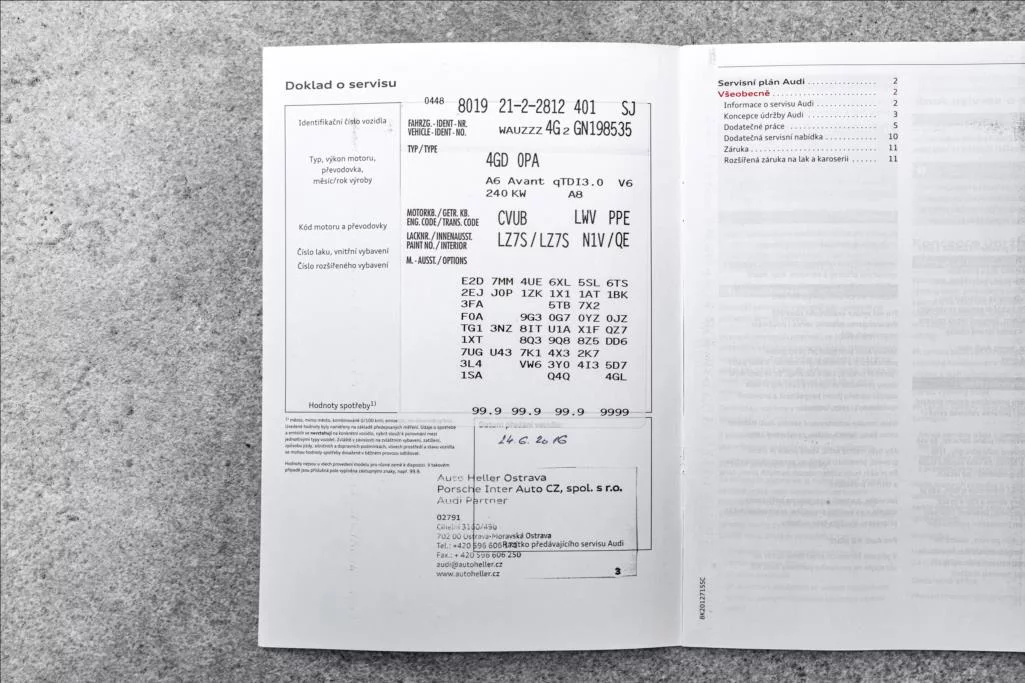 Doklad o servisu
0448 8019 21-2-2812 401 SJ
Identifikační číslo vozidla
FAHRZG.-IDENT-NR.
VEHICLE-IDENT-NO. WAUZZZ 4G2 GN198535
TYP/TYPE
Typ, výkon motoru,
převodovka,
měsíc/rok výroby
4GD 0PA
A6 Avant qTDI3.0 V6
240 KW A8
Kód motoru a převodovky
MOTORKB./GETR. KB.
ENG. CODE/TRANS. CODE CVUB LWV PPE
Číslo laku, vnitřní vybavení
LACKNR./INNENAUSST.
PAINT NO./INTERIOR LZ7S/LZ7S N1V/QE
Číslo rozšířeného vybavení
M.-AUSST./OPTIONS
E2D 7MM 4UE 6XL 5SL 6TS
2EJ J0P 1ZK 1X1 1AT 1BK
3FA 5TB 7X2
F0A 9G3 0G7 0YZ 0JZ
TG1 3NZ 8IT U1A X1F QZ7
1XT 8Q3 9Q8 8Z5 DD6
7UG U43 7K1 4X3 2K7
3L4 VW6 3Y0 4I3 5D7
1SA Q4Q 4GL
Hodnoty spotřeby1)
99.9 99.9 99.9 9999
Datum předání vozidla:
24. 6. 2016
Auto Heller Ostrava
Porsche Inter Auto CZ, spol. s r.o.
Audi Partner
02791
702 00 Ostrava-Moravská Ostrava
Razítko předávajícího servisu Audi
Fax.: +420 596 606 250
audi@autoheller.cz
www.autoheller.cz
3
Servisní plán Audi 2
Všeobecně 2
Informace o servisu Audi 2
Koncepce údržby Audi 3
Dodatečné práce 5
Dodatečná servisní nabídka 10
Záruka 11
Rozšířená záruka na lak a karoserii 11